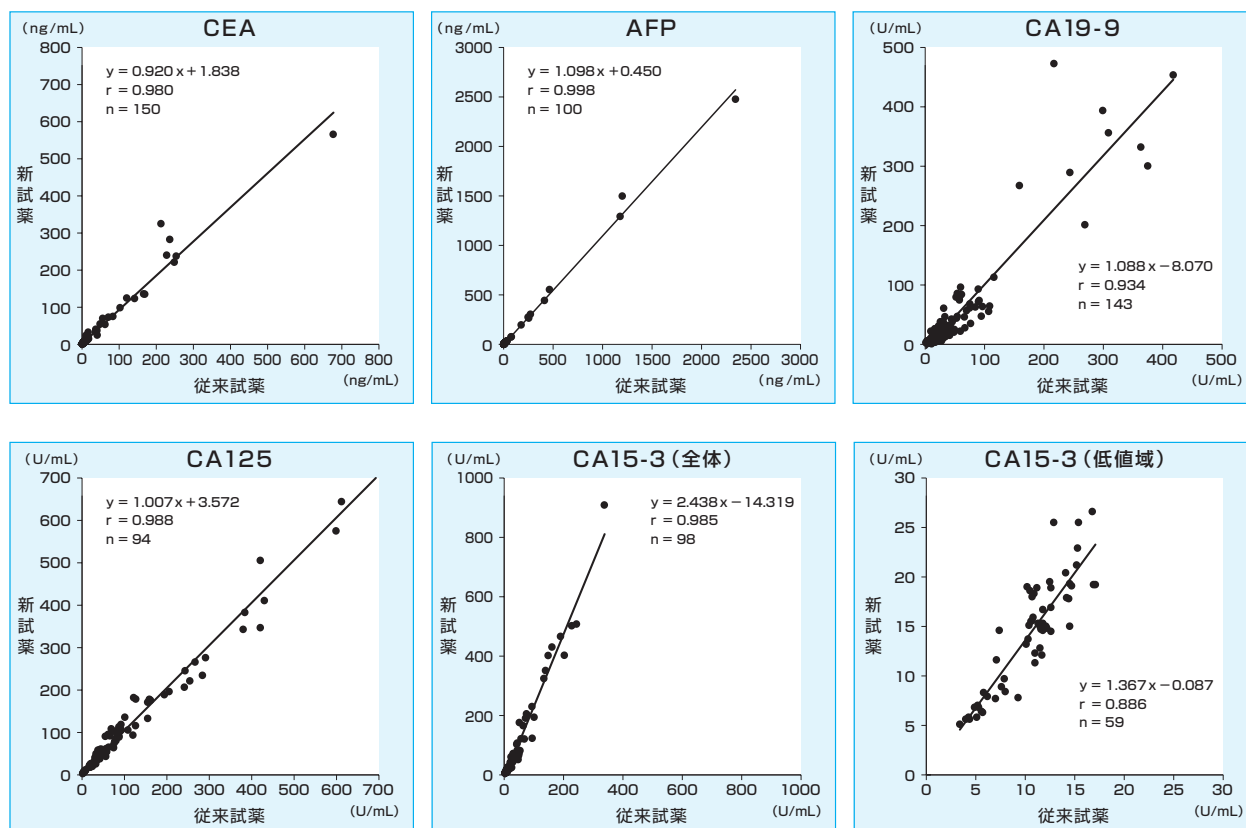 CEA
(ng/mL)
800
700
600
500
400
300
200
100
0
新試薬
y = 0.920x+1.838
r = 0.980
n = 150
0 100 200 300 400 500 600 700 800
従来試薬
(ng/mL)
AFP
(ng/mL)
3000
2500
2000
1500
1000
500
0
新試薬
y = 1.098x+0.450
r = 0.998
n = 100
0 500 1000 1500 2000 2500 3000
従来試薬
(ng/mL)
CA19-9
(U/mL)
500
400
300
200
100
0
新試薬
y = 1.088x−8.070
r = 0.934
n = 143
0 100 200 300 400 500
従来試薬
(U/mL)
CA125
(U/mL)
700
600
500
400
300
200
100
0
新試薬
y = 1.007x+3.572
r = 0.988
n = 94
0 100 200 300 400 500 600 700
従来試薬
(U/mL)
CA15-3(全体)
(U/mL)
1000
800
600
400
200
0
新試薬
y = 2.438x−14.319
r = 0.985
n = 98
0 200 400 600 800 1000
従来試薬
(U/mL)
CA15-3(低値域)
(U/mL)
30
25
20
15
10
5
0
新試薬
y = 1.367x−0.087
r = 0.886
n = 59
0 5 10 15 20 25 30
従来試薬
(U/mL)